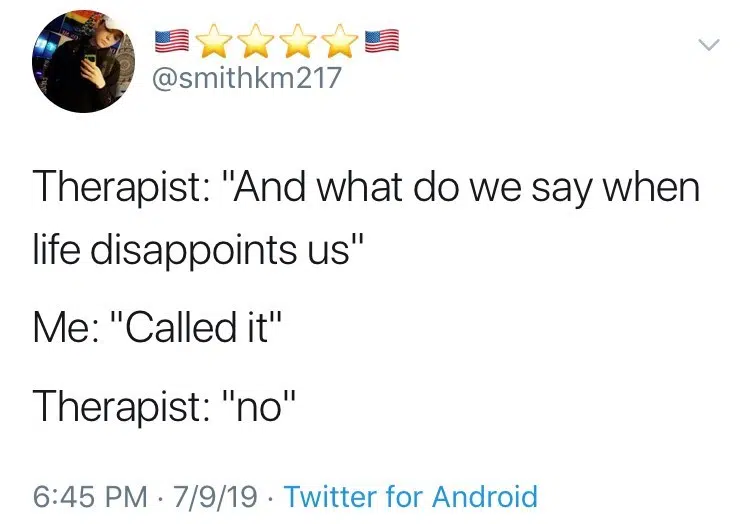 🇺🇸⭐⭐⭐⭐🇺🇸
@smithkm217
Therapist: "And what do we say when
life disappoints us"
Me: "Called it"
Therapist: "no"
6:45 PM · 7/9/19 · Twitter for Android